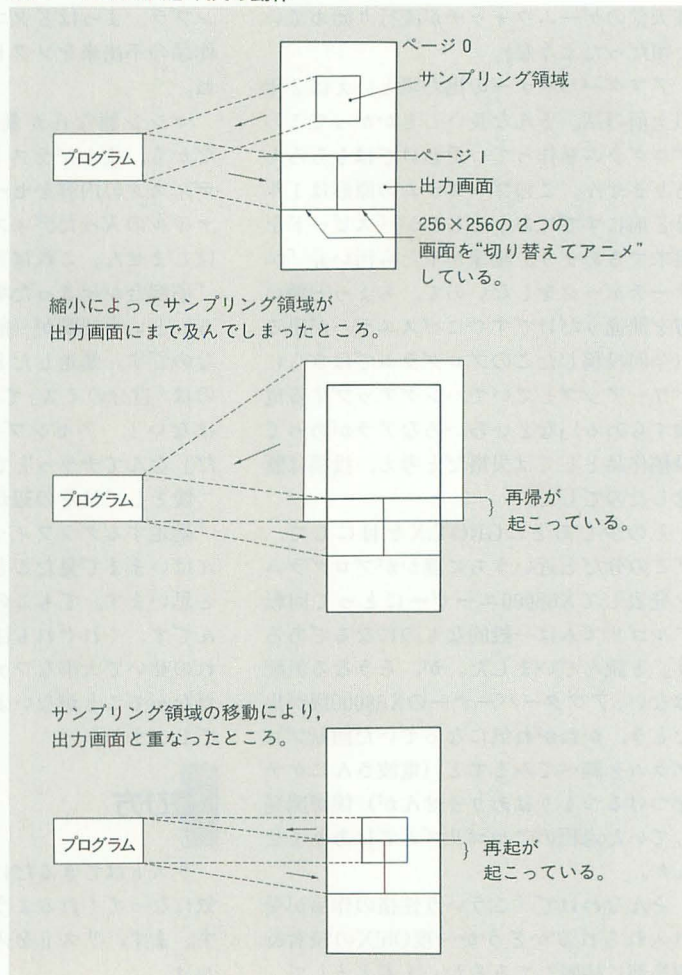 ページ0
サンプリング領域
プログラム
ページ1
出力画面
256×256の2つの
画面を“切り替えてアニメ”
している。
縮小によってサンプリング領域が
出力画面にまで及んでしまったところ。
プログラム
再帰が
起こっている。
サンプリング領域の移動により,
出力画面と重なったところ。
プログラム
再起が
起こっている。